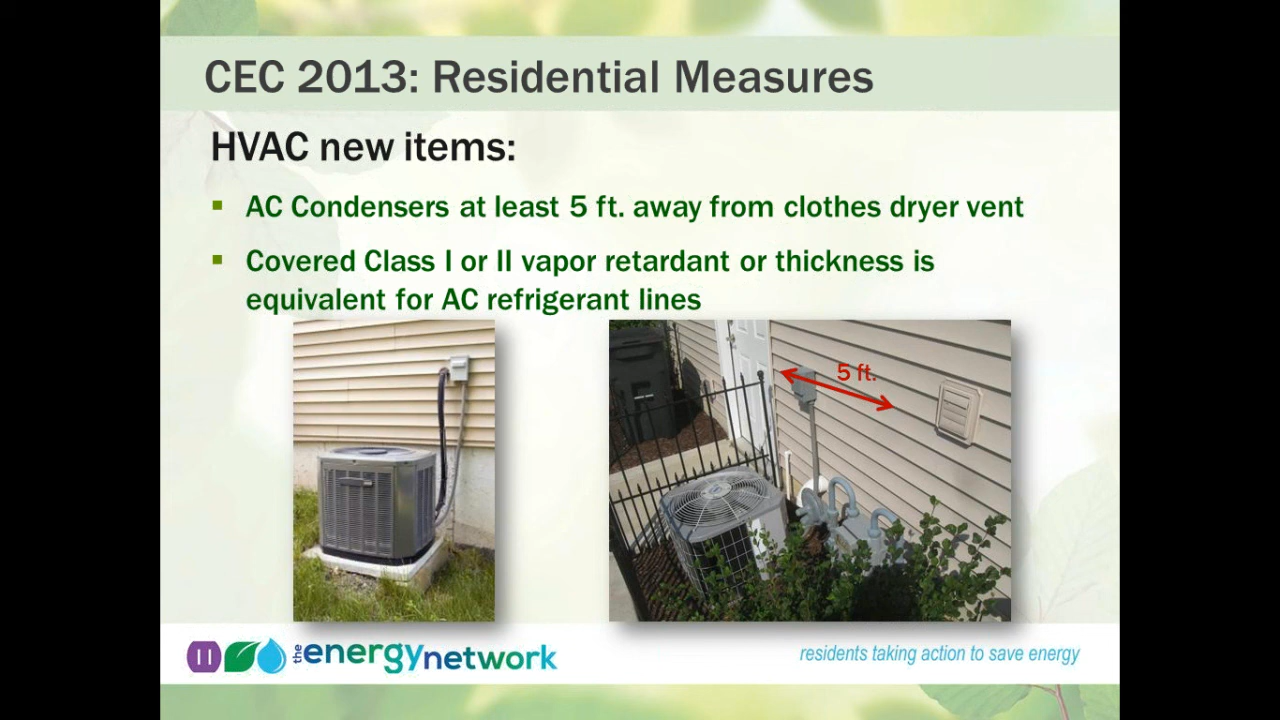 CEC 2013: Residential Measures
HVAC new items:
▪ AC Condensers at least 5 ft. away from clothes dryer vent
▪ Covered Class I or II vapor retardant or thickness is
equivalent for AC refrigerant lines
5 ft.
the energynetwork
residents taking action to save energy